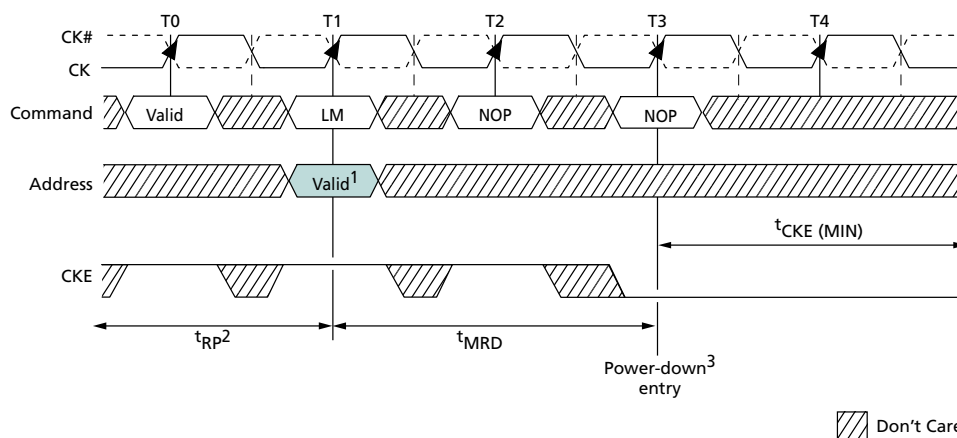 T0 T1 T2 T3 T4
CK#
CK
Command Valid LM NOP NOP
Address Valid1
tCKE (MIN)
CKE
tRP2 tMRD
Power-down3
entry
Don't Care